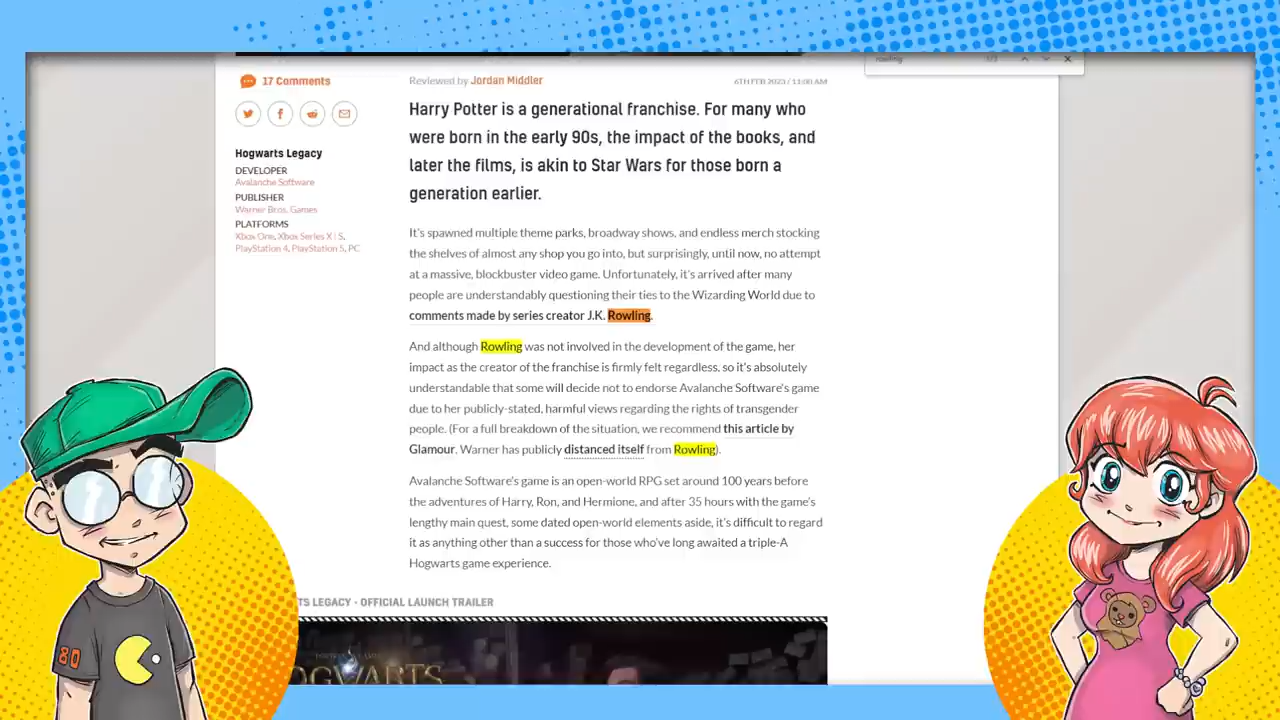 rowling
17 Comments
Reviewed by Jordan Middler
6TH FEB 2023 / 11:00 AM
Harry Potter is a generational franchise. For many who
were born in the early 90s, the impact of the books, and
later the films, is akin to Star Wars for those born a
generation earlier.
Hogwarts Legacy
DEVELOPER
Avalanche Software
PUBLISHER
Warner Bros. Games
PLATFORMS
Xbox One, Xbox Series X | S,
PlayStation 4, PlayStation 5, PC
It's spawned multiple theme parks, broadway shows, and endless merch stocking
the shelves of almost any shop you go into, but surprisingly, until now, no attempt
at a massive, blockbuster video game. Unfortunately, it's arrived after many
people are understandably questioning their ties to the Wizarding World due to
comments made by series creator J.K. Rowling.
And although Rowling was not involved in the development of the game, her
impact as the creator of the franchise is firmly felt regardless, so it's absolutely
understandable that some will decide not to endorse Avalanche Software's game
due to her publicly-stated, harmful views regarding the rights of transgender
people. (For a full breakdown of the situation, we recommend this article by
Glamour. Warner has publicly distanced itself from Rowling).
Avalanche Software's game is an open-world RPG set around 100 years before
the adventures of Harry, Ron, and Hermione, and after 35 hours with the game's
lengthy main quest, some dated open-world elements aside, it's difficult to regard
it as anything other than a success for those who've long awaited a triple-A
Hogwarts game experience.
TS LEGACY - OFFICIAL LAUNCH TRAILER
OGWARTS
80